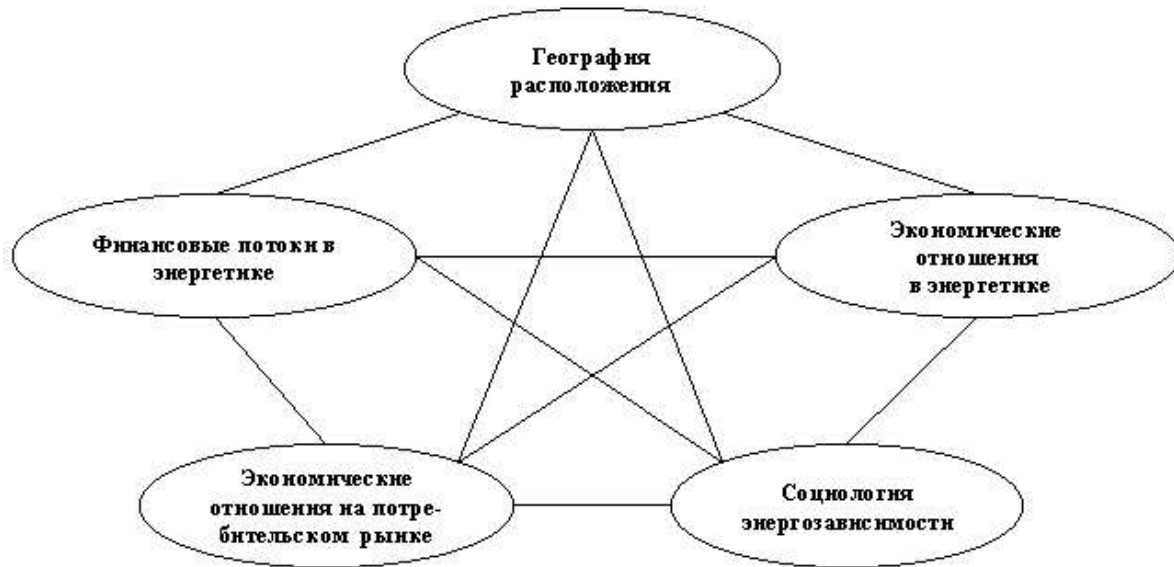 География
расположения
Финансовые потоки в
энергетике
Экономические
отношения
в энергетике
Экономические
отношения на потре-
бительском рынке
Социология
энергозависимости